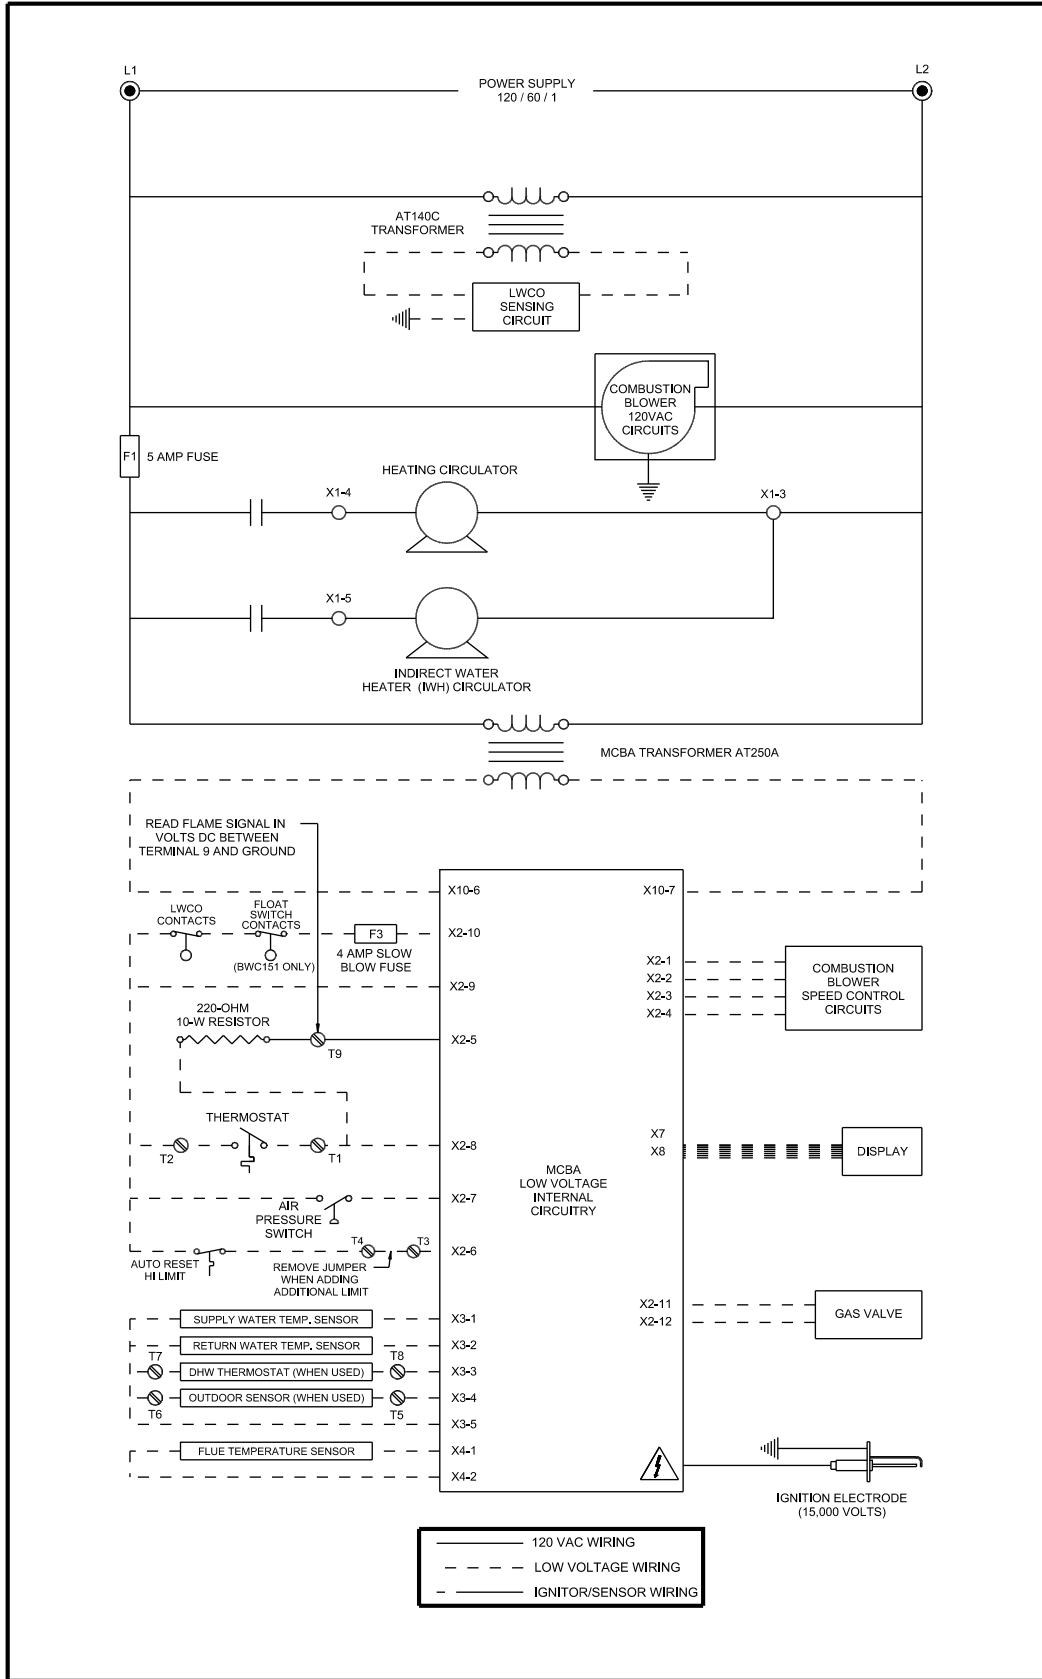 L1
L2
POWER SUPPLY
120 / 60 / 1
AT140C
TRANSFORMER
LWCO
SENSING
CIRCUIT
COMBUSTION
BLOWER
120VAC
CIRCUITS
F1
5 AMP FUSE
HEATING CIRCULATOR
X1-4
X1-3
X1-5
INDIRECT WATER
HEATER (IWH) CIRCULATOR
MCBA TRANSFORMER AT250A
READ FLAME SIGNAL IN
VOLTS DC BETWEEN
TERMINAL 9 AND GROUND
X10-6
X10-7
LWCO
CONTACTS
FLOAT
SWITCH
CONTACTS
(BWC151 ONLY)
F3
4 AMP SLOW
BLOW FUSE
X2-10
X2-9
220-OHM
10-W RESISTOR
T9
X2-5
THERMOSTAT
T2
T1
X2-8
AIR
PRESSURE
SWITCH
X2-7
AUTO RESET
HI LIMIT
T4
T3
REMOVE JUMPER
WHEN ADDING
ADDITIONAL LIMIT
X2-6
SUPPLY WATER TEMP. SENSOR
X3-1
RETURN WATER TEMP. SENSOR
X3-2
T7
DHW THERMOSTAT (WHEN USED)
T8
X3-3
T6
OUTDOOR SENSOR (WHEN USED)
T5
X3-4
X3-5
FLUE TEMPERATURE SENSOR
X4-1
X4-2
MCBA
LOW VOLTAGE
INTERNAL
CIRCUITRY
X2-1
X2-2
X2-3
X2-4
COMBUSTION
BLOWER
SPEED CONTROL
CIRCUITS
X7
X8
DISPLAY
X2-11
X2-12
GAS VALVE
IGNITION ELECTRODE
(15,000 VOLTS)
120 VAC WIRING
LOW VOLTAGE WIRING
IGNITOR/SENSOR WIRING